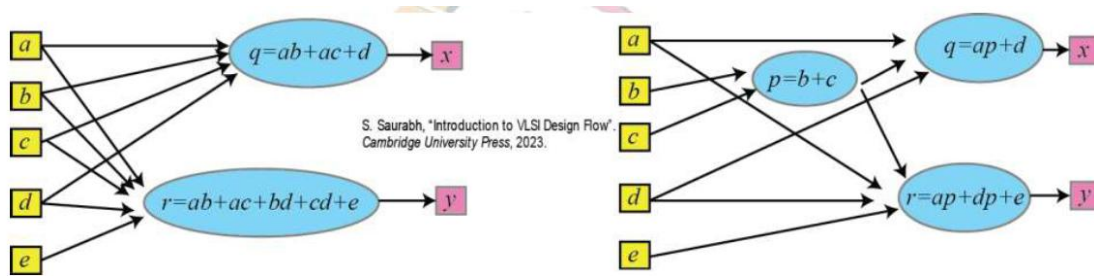 a
b
c
d
e
q=ab+ac+d
r=ab+ac+bd+cd+e
x
y
S. Saurabh, "Introduction to VLSI Design Flow".
Cambridge University Press, 2023.
a
b
c
d
e
p=b+c
q=ap+d
r=ap+dp+e
x
y